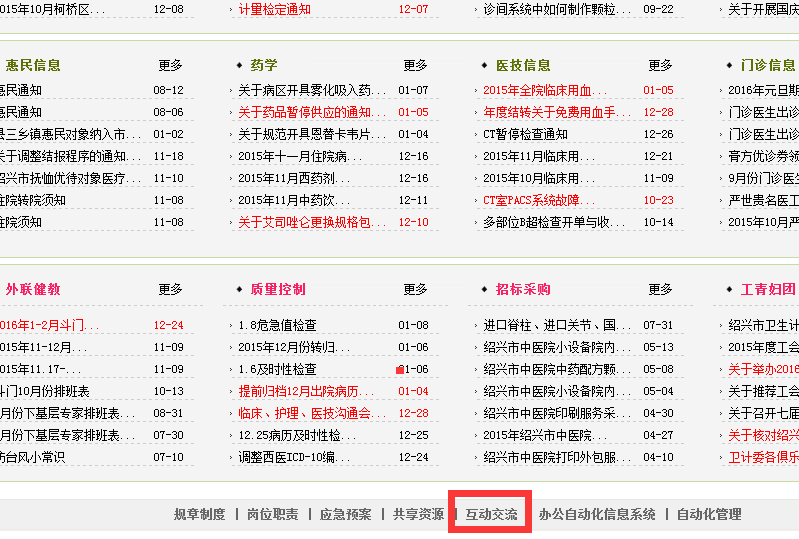 015年10月柯桥区... 12-08
计量检定通知 12-07
诊间系统中如何制作颗粒... 09-22
关于开展国庆
惠民信息 更多
惠民通知 08-12
惠民通知 08-06
县三乡镇惠民对象纳入市... 01-02
关于调整结报程序的通知... 11-18
绍兴市抚恤优待对象医疗... 11-10
住院转院须知 11-08
住院须知 11-08
药学 更多
关于病区开具雾化吸入药... 01-07
关于药品暂停供应的通知... 01-05
关于规范开具恩替卡韦片... 01-04
2015年十一月住院病... 12-16
2015年11月西药剂... 12-16
2015年11月中药饮... 12-11
关于艾司唑仑更换规格包... 12-10
医技信息 更多
2015年全院临床用血... 01-05
年度结转关于免费用血手... 12-28
CT暂停检查通知 12-26
2015年11月临床用... 12-21
2015年10月临床用... 11-09
CT室PACS系统故障... 10-23
多部位B超检查开单与收... 10-14
门诊信息
2016年元旦期
门诊医生出诊
门诊医生出诊
膏方优诊券领
9月份门诊医生
严世贵名医工
2015年10月严
外联健教 更多
016年1-2月斗门... 12-24
015年11-12月... 11-09
015年11.17-... 11-09
斗门10月份排班表 10-13
月份下基层专家排班表... 08-31
月份下基层专家排班表... 07-30
防台风小常识 07-10
质量控制 更多
1.8危急值检查 01-08
2015年12月份转归... 01-06
1.6及时性检查 01-06
提前归档12月出院病历... 01-04
临床、护理、医技沟通会... 12-28
12.25病历及时性检... 12-25
调整西医ICD-10编... 12-24
招标采购 更多
进口脊柱、进口关节、国... 07-31
绍兴市中医院小设备院内... 05-13
绍兴市中医院中药配方颗... 05-08
绍兴市中医院小设备院内... 05-04
绍兴市中医院印刷服务采... 04-30
2015年绍兴市中医院... 04-27
绍兴市中医院打印外包服... 04-10
工青妇团
绍兴市卫生计
2015年度工会
关于举办2016
关于推荐工会
关于召开七届
关于核对绍兴
卫计委各俱乐
规章制度 | 岗位职责 | 应急预案 | 共享资源 | 互动交流 | 办公自动化信息系统 | 自动化管理